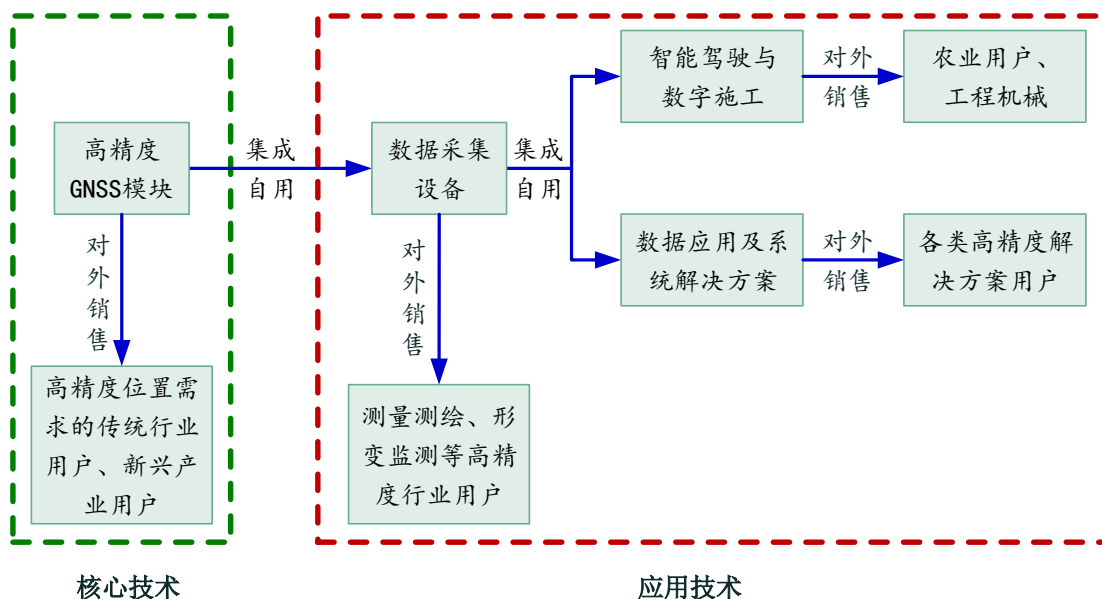 高精度
GNSS模块
对
外
销
售
高精度位置需
求的传统行业
用户、新兴产
业用户
核心技术
集成
自用
数据采集
设备
对
外
销
售
测量测绘、形
变监测等高精
度行业用户
集成
自用
智能驾驶与
数字施工
对外
销售
农业用户、
工程机械
数据应用及系
统解决方案
对外
销售
各类高精度解
决方案用户
应用技术